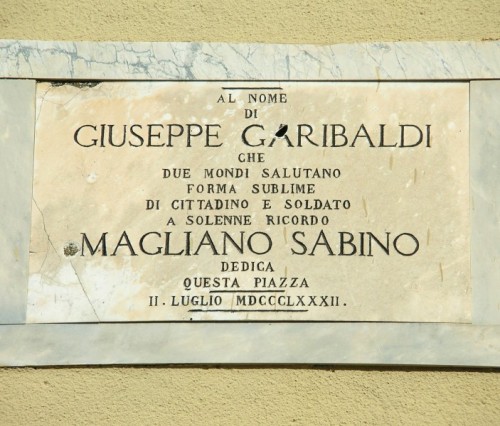 AL NOME
DI
GIUSEPPE GARIBALDI
CHE
DUE MONDI SALUTANO
FORMA SUBLIME
DI CITTADINO E SOLDATO
A SOLENNE RICORDO
MAGLIANO SABINO
DEDICA
QUESTA PIAZZA
II. LUGLIO MDCCCLXXXII.